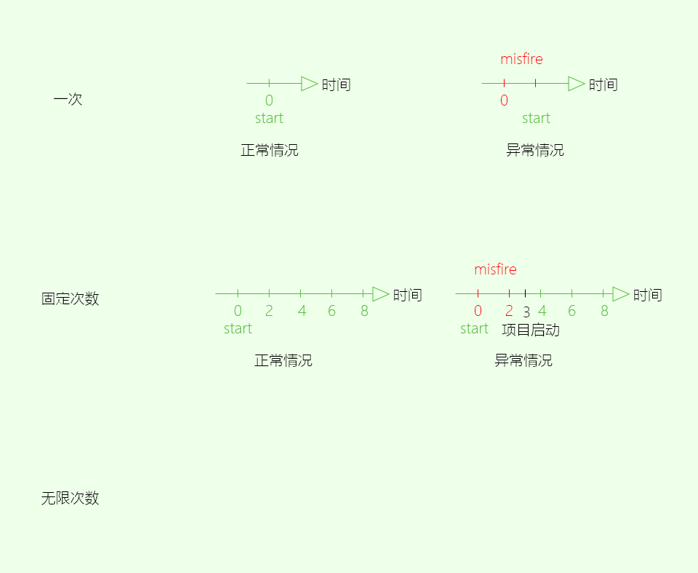 misfire
一次
0
时间
start
正常情况
0
时间
start
异常情况
misfire
固定次数
0 2 4 6 8
时间
start
正常情况
0 2 3 4 6 8
时间
start 项目启动
异常情况
无限次数